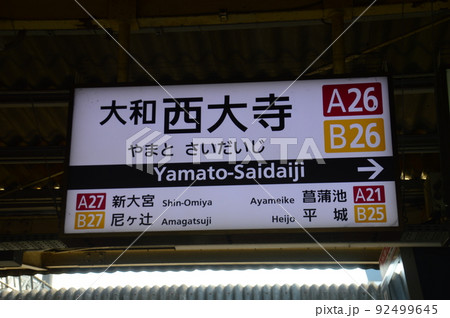 大和西大寺 A26
B26
やまと さいだいじ
Yamato-Saidaiji →
A27 新大宮 Shin-Omiya Ayameike 菖蒲池 A21
B27 尼ヶ辻 Amagatsuji Heijo 平城 B25
PIXTA
pixta.jp - 92499645